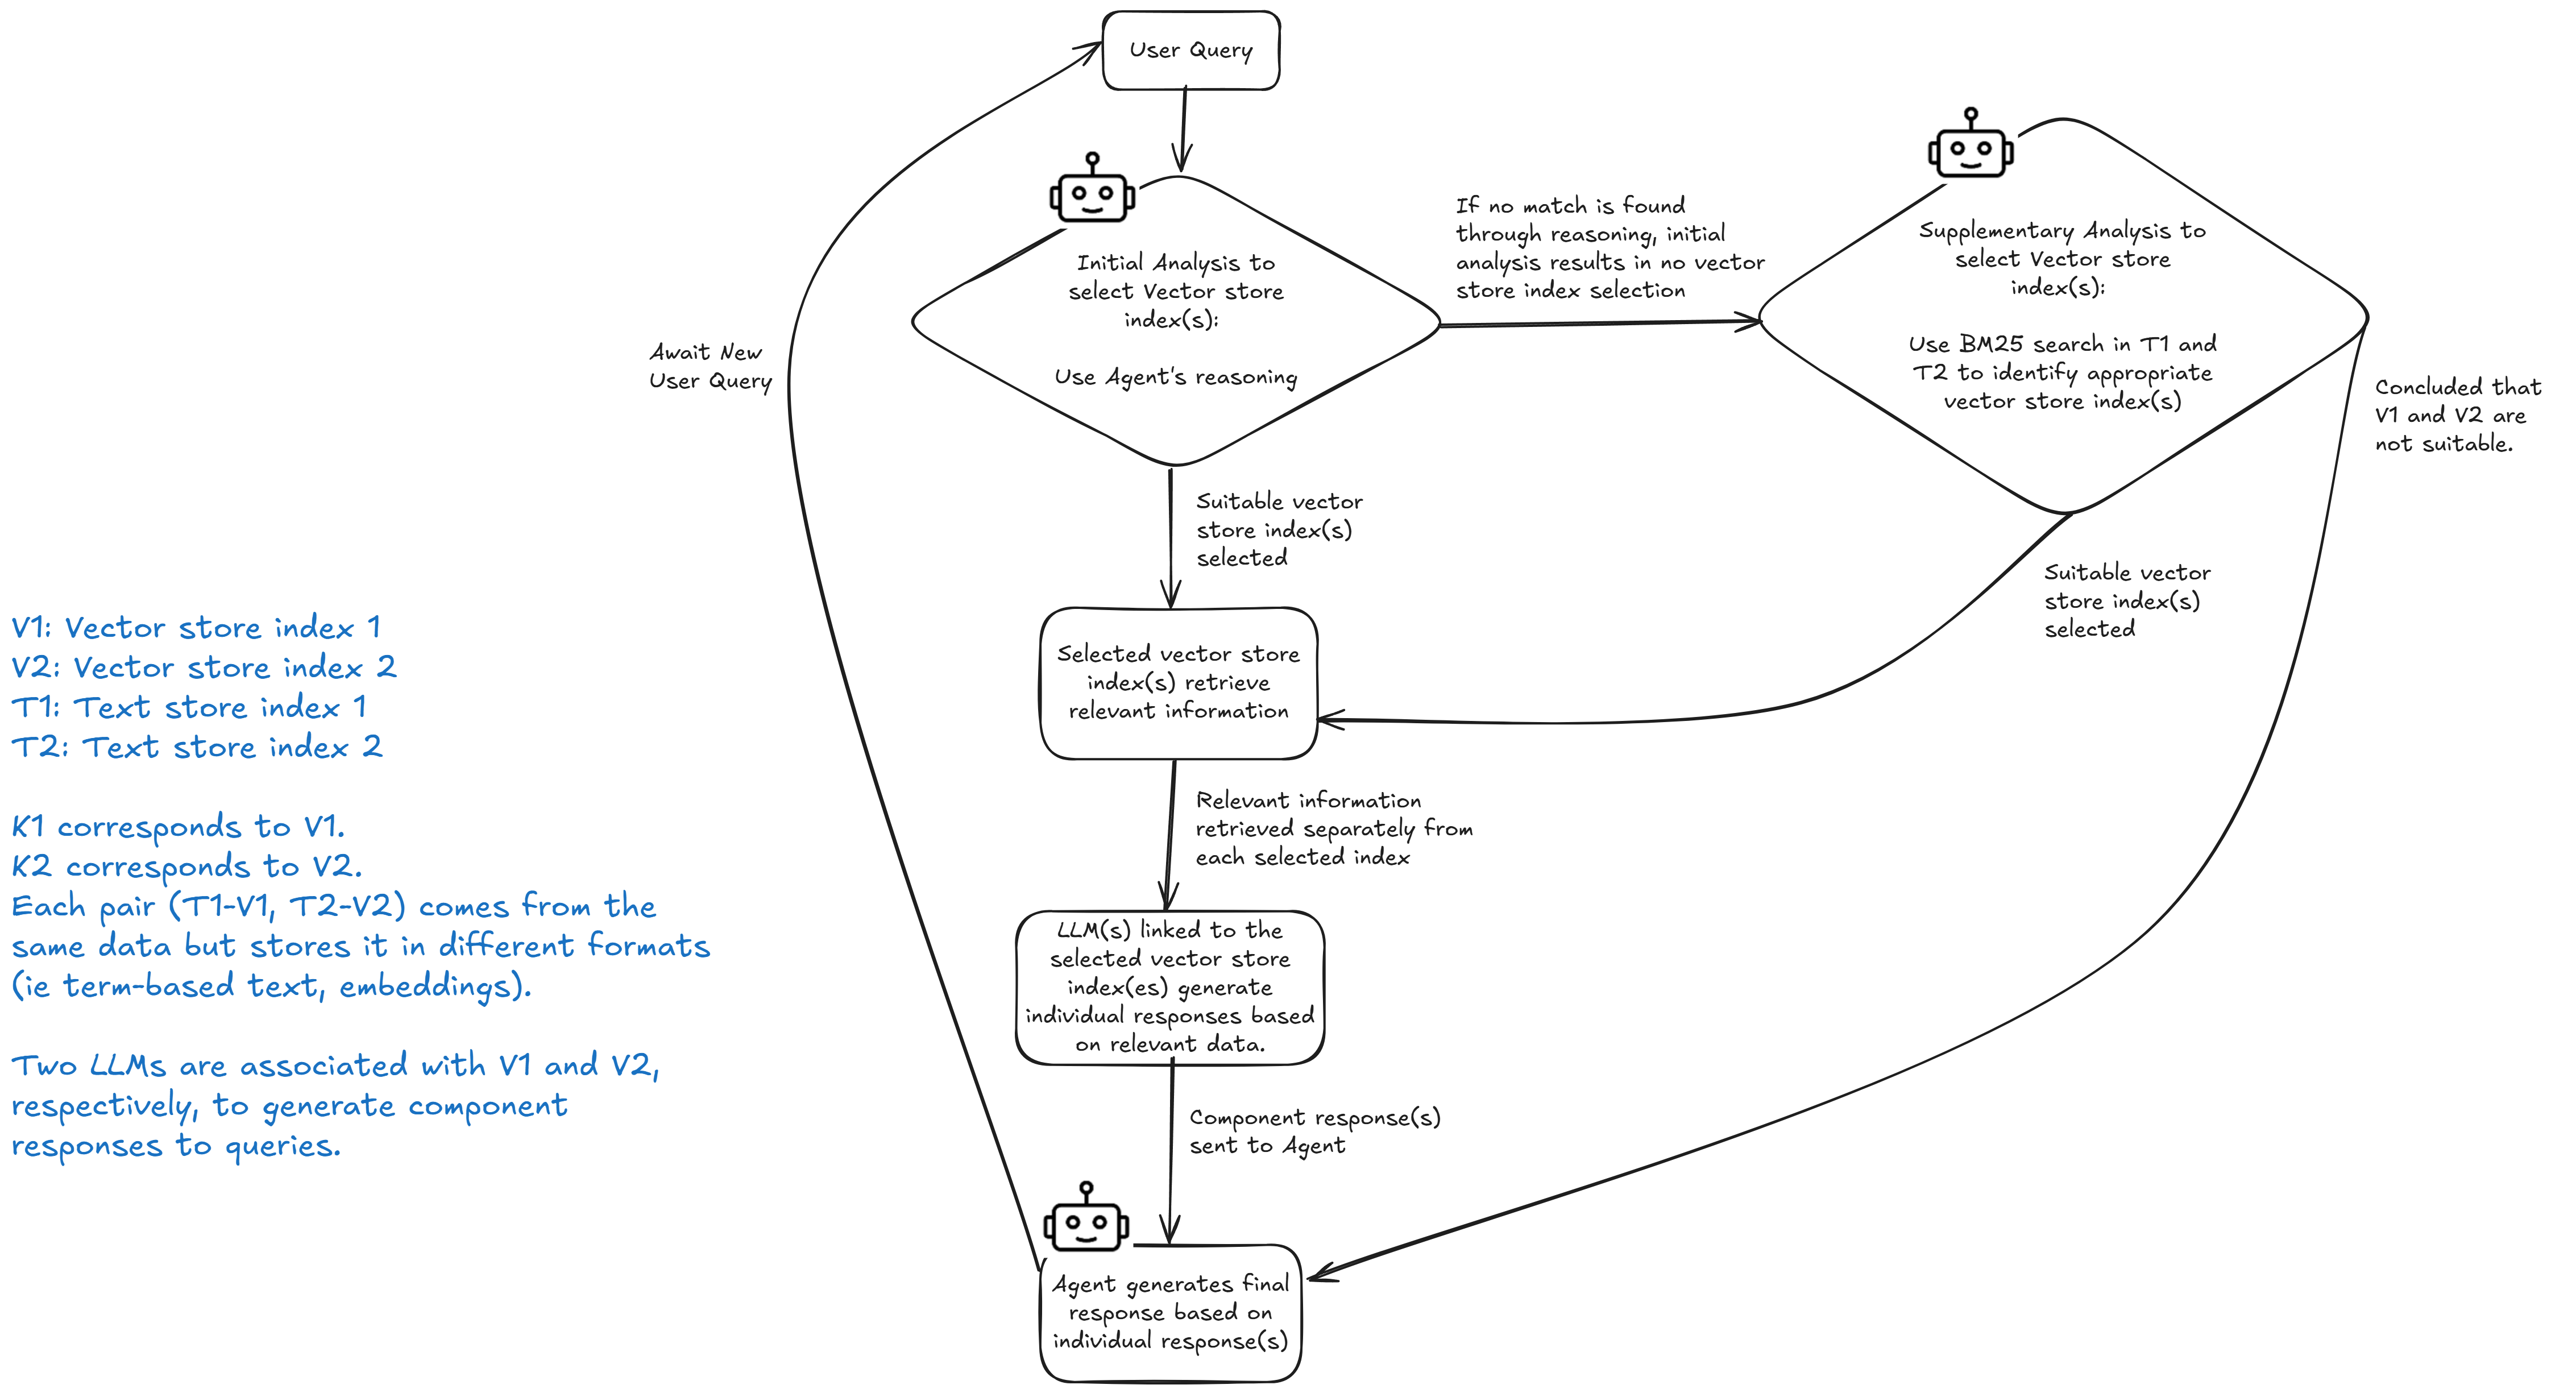 User Query
Initial Analysis to
select Vector store
index(s):
Use Agent's reasoning
If no match is found
through reasoning, initial
analysis results in no vector
store index selection
Supplementary Analysis to
select Vector store
index(s):
Use BM25 search in T1 and
T2 to identify appropriate
vector store index(s)
Await New
User Query
Concluded that
V1 and V2 are
not suitable.
Suitable vector
store index(s)
selected
Suitable vector
store index(s)
selected
Selected vector store
index(s) retrieve
relevant information
Relevant information
retrieved separately from
each selected index
LLM(s) linked to the
selected vector store
index(es) generate
individual responses based
on relevant data.
Component response(s)
sent to Agent
Agent generates final
response based on
individual response(s)
V1: Vector store index 1
V2: Vector store index 2
T1: Text store index 1
T2: Text store index 2
K1 corresponds to V1.
K2 corresponds to V2.
Each pair (T1-V1, T2-V2) comes from the
same data but stores it in different formats
(ie term-based text, embeddings).
Two LLMs are associated with V1 and V2,
respectively, to generate component
responses to queries.